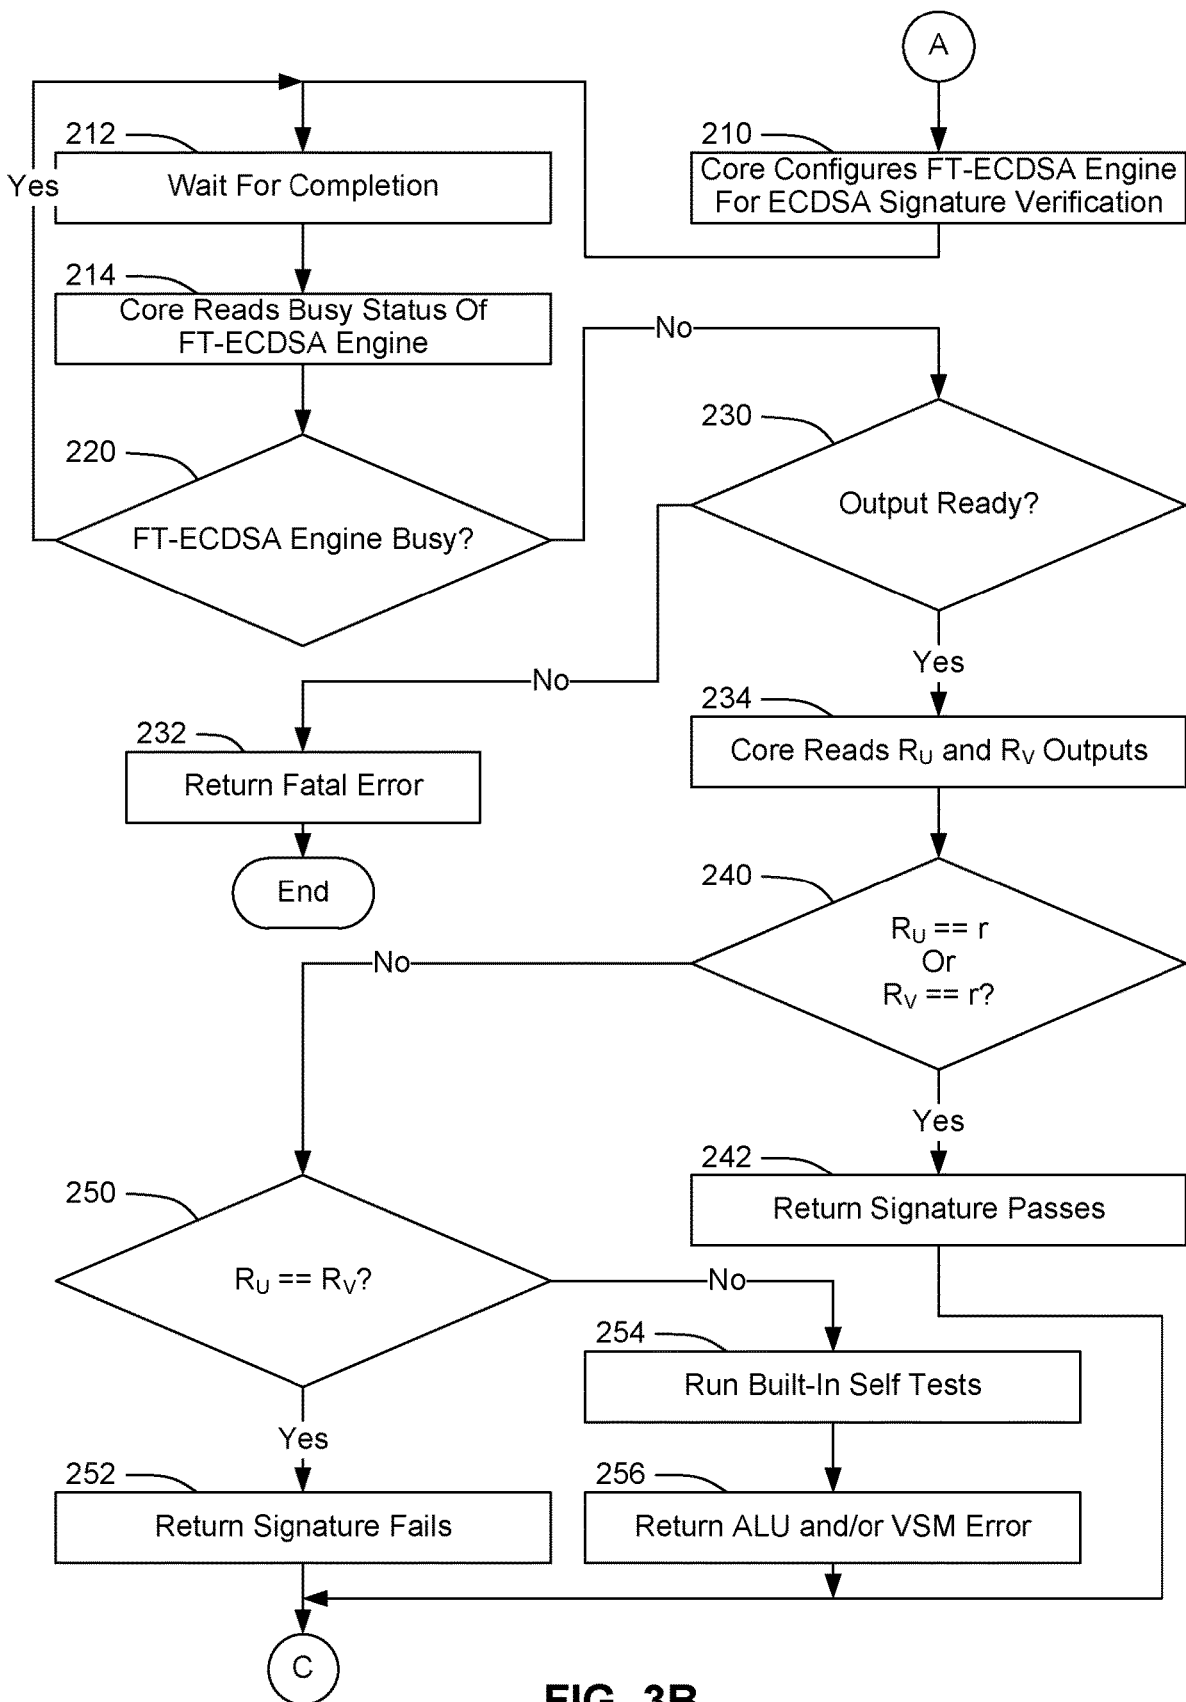 A
210
Core Configures FT-ECDSA Engine
For ECDSA Signature Verification
212
Wait For Completion
Yes
214
Core Reads Busy Status Of
FT-ECDSA Engine
220
FT-ECDSA Engine Busy?
No
230
Output Ready?
No
Yes
232
Return Fatal Error
End
234
Core Reads RU and RV Outputs
240
RU == r
Or
RV == r?
No
Yes
242
Return Signature Passes
250
RU == RV?
No
254
Run Built-In Self Tests
Yes
252
Return Signature Fails
256
Return ALU and/or VSM Error
C
FIG. 3B